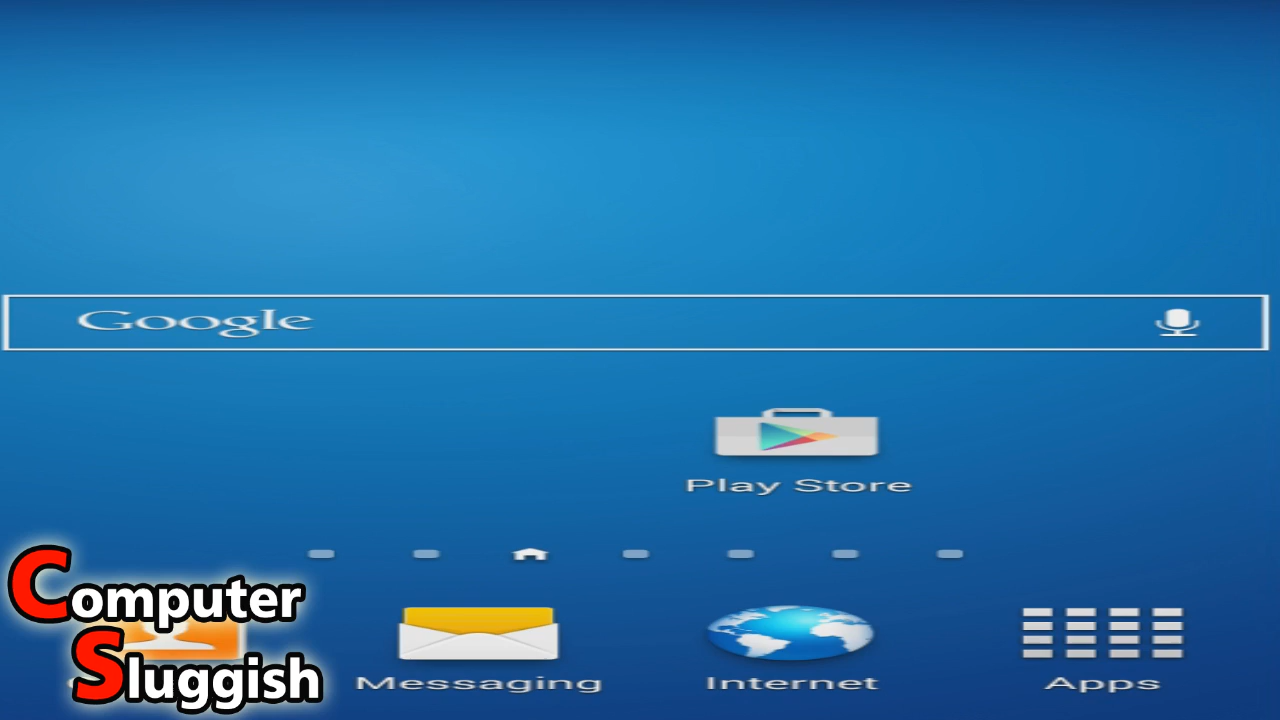 Google
Play Store
Computer
Sluggish
Messaging
Internet
Apps